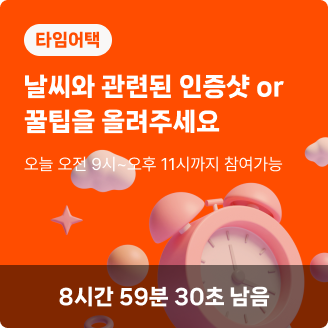 타임어택
날씨와 관련된 인증샷 or
꿀팁을 올려주세요
오늘 오전 9시~오후 11시까지 참여가능
8시간 59분 30초 남음